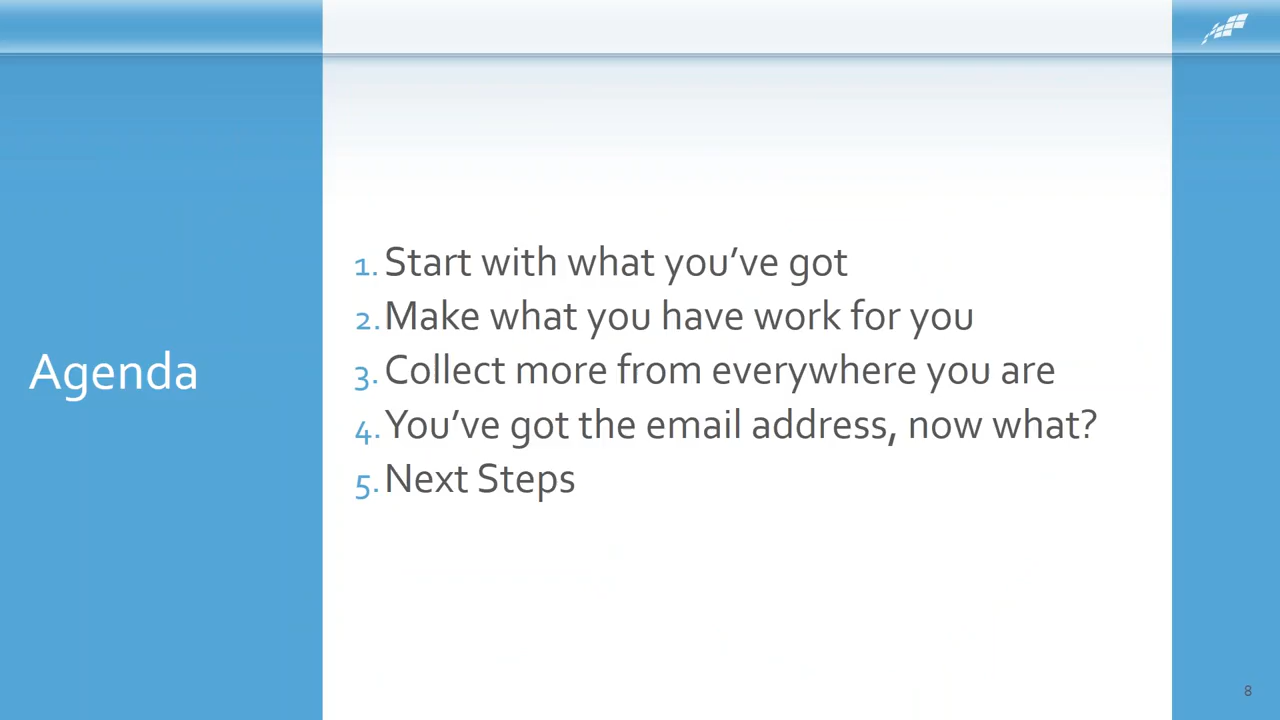 Agenda
1. Start with what you’ve got
2. Make what you have work for you
3. Collect more from everywhere you are
4. You’ve got the email address, now what?
5. Next Steps
8